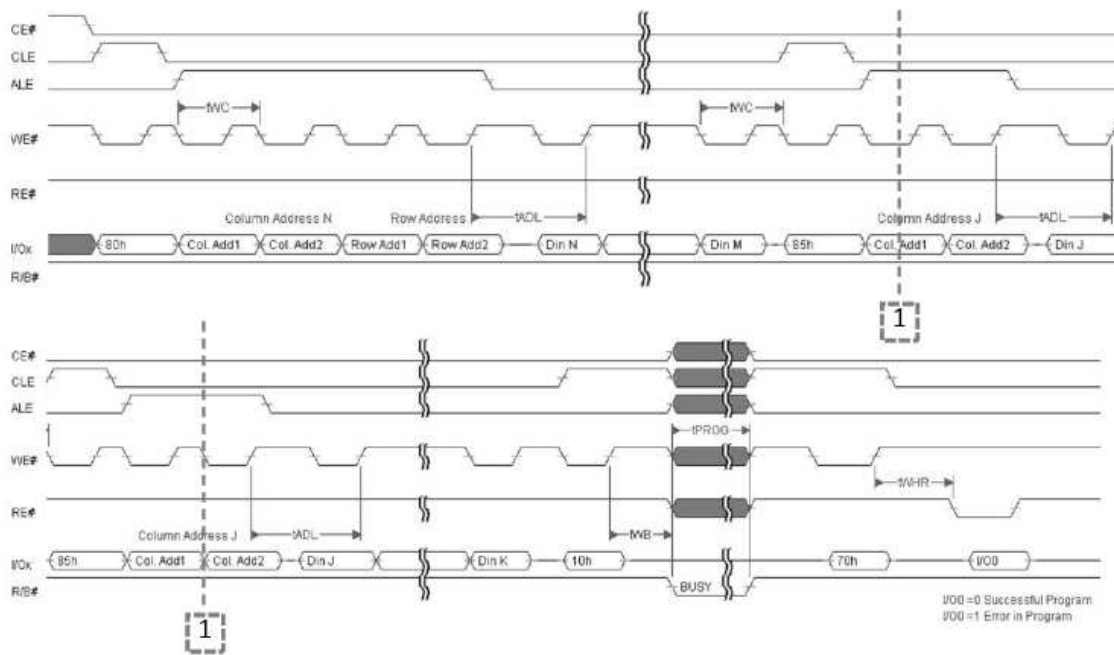 CE#
CLE
ALE
tWC
tWC
WE#
RE#
Column Address N
Row Address
tADL
Column Address J
tADL
I/Ox
80h
Col. Add1
Col. Add2
Row Add1
Row Add2
Din N
Din M
85h
Col. Add1
Col. Add2
Din J
R/B#
1
CE#
CLE
ALE
tPROG
WE#
tWHR
RE#
Column Address J
tADL
tWB
I/Ox
85h
Col. Add1
Col. Add2
Din J
Din K
10h
70h
I/O0
R/B#
BUSY
I/O0 =0 Successful Program
I/O0 =1 Error in Program
1